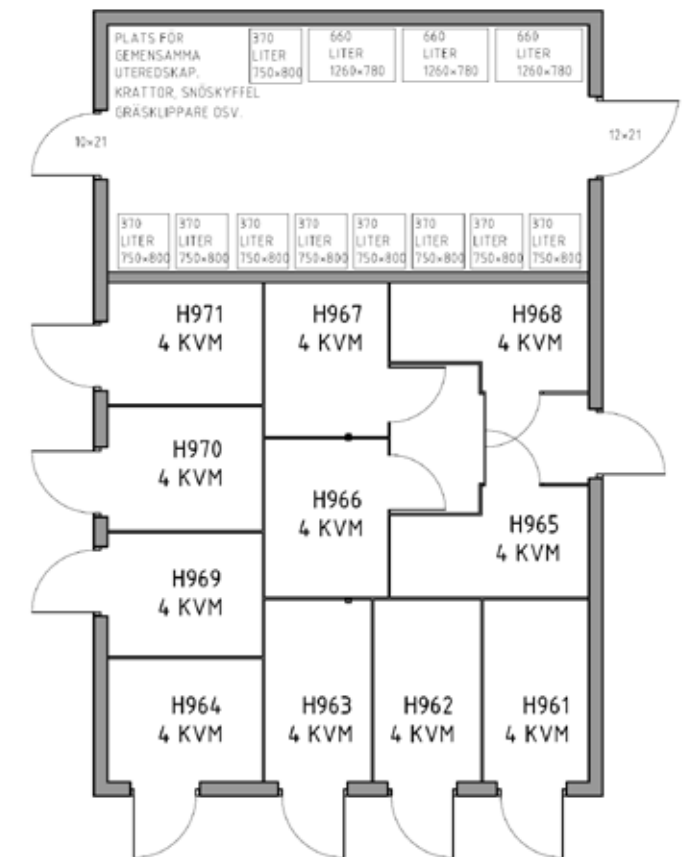 PLATS FÖR
GEMENSAMMA
UTEREDSKAP.
KRATTOR, SNÖSKYFFEL
GRÄSKLIPPARE OSV.
370
LITER
750×800
660
LITER
1260×780
660
LITER
1260×780
660
LITER
1260×780
10×21
12×21
370
LITER
750×800
370
LITER
750×800
370
LITER
750×800
370
LITER
750×800
370
LITER
750×800
370
LITER
750×800
370
LITER
750×800
370
LITER
750×800
H971
4 KVM
H967
4 KVM
H968
4 KVM
H970
4 KVM
H966
4 KVM
H965
4 KVM
H969
4 KVM
H964
4 KVM
H963
4 KVM
H962
4 KVM
H961
4 KVM